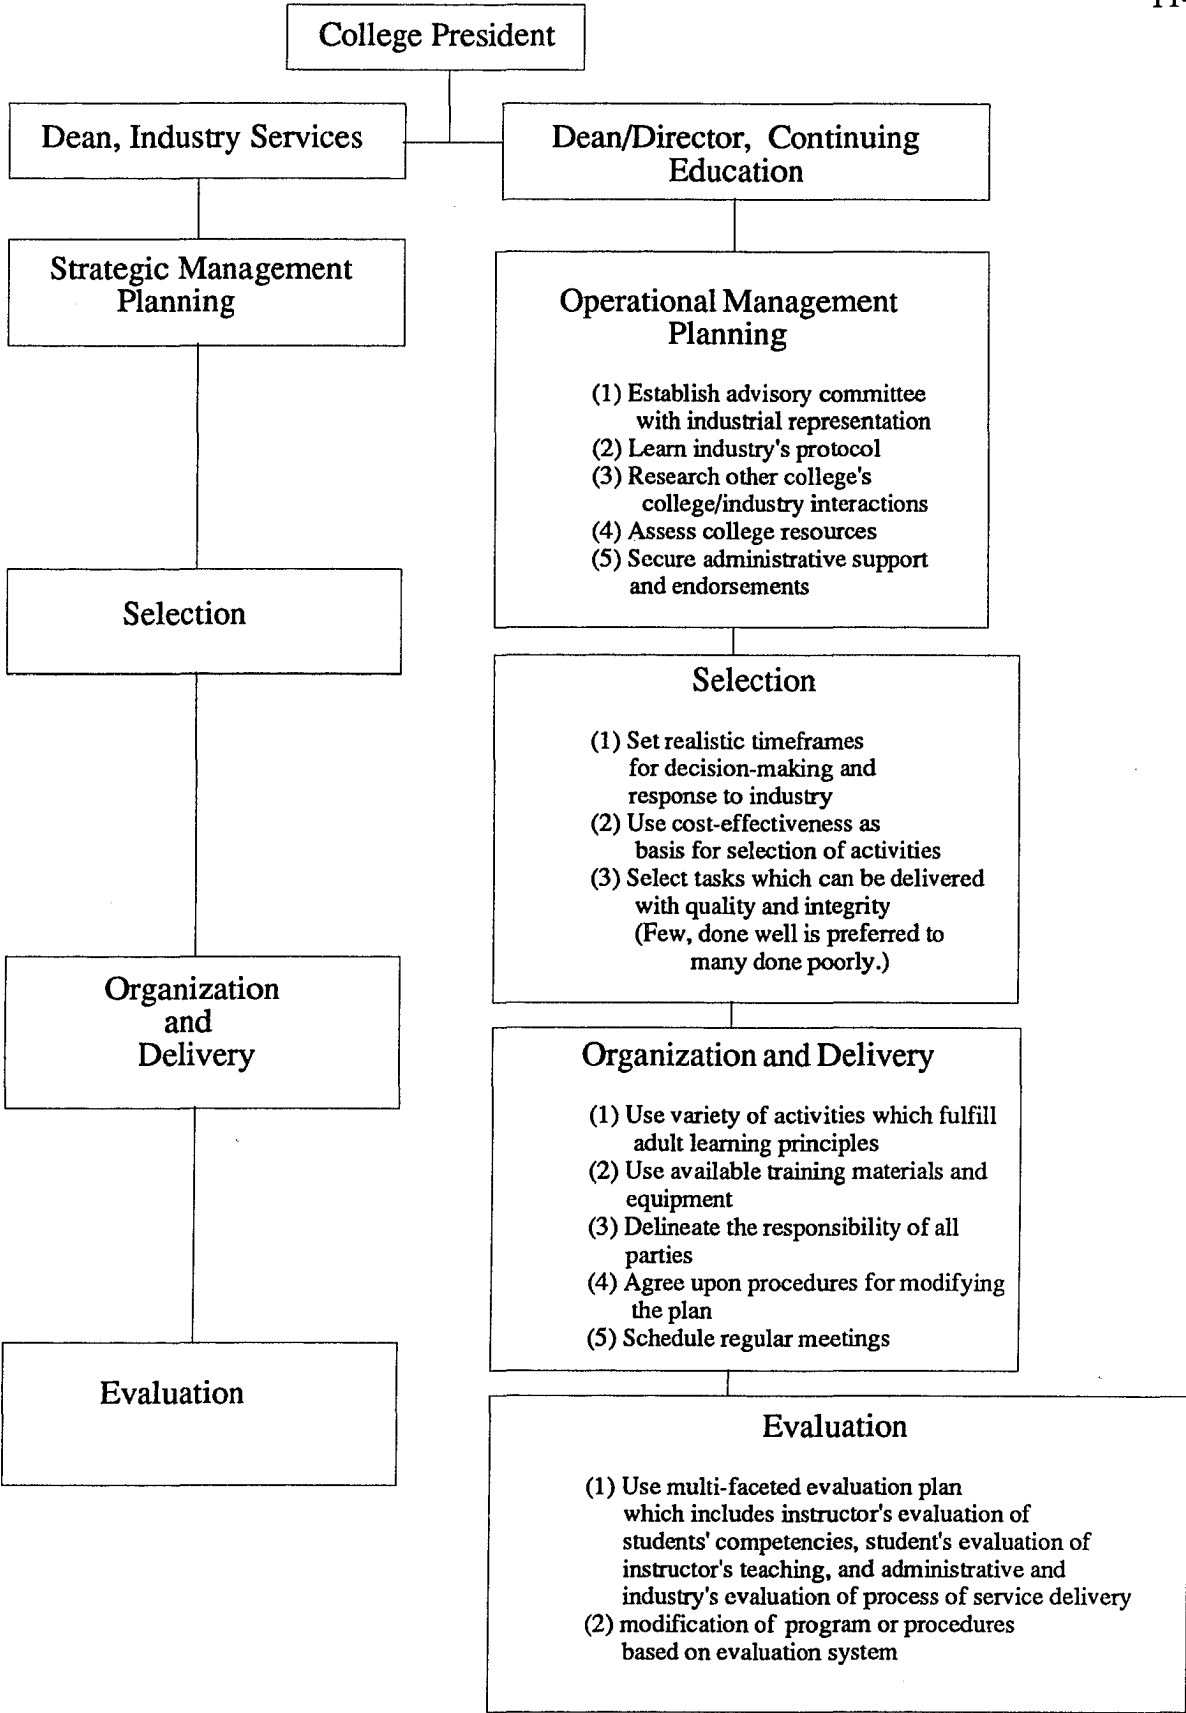 College President
Dean, Industry Services
Dean/Director, Continuing
Education
Strategic Management
Planning
Selection
Organization
and
Delivery
Evaluation
Operational Management
Planning
(1) Establish advisory committee
with industrial representation
(2) Learn industry's protocol
(3) Research other college's
college/industry interactions
(4) Assess college resources
(5) Secure administrative support
and endorsements
Selection
(1) Set realistic timeframes
for decision-making and
response to industry
(2) Use cost-effectiveness as
basis for selection of activities
(3) Select tasks which can be delivered
with quality and integrity
(Few, done well is preferred to
many done poorly.)
Organization and Delivery
(1) Use variety of activities which fulfill
adult learning principles
(2) Use available training materials and
equipment
(3) Delineate the responsibility of all
parties
(4) Agree upon procedures for modifying
the plan
(5) Schedule regular meetings
Evaluation
(1) Use multi-faceted evaluation plan
which includes instructor's evaluation of
students' competencies, student's evaluation of
instructor's teaching, and administrative and
industry's evaluation of process of service delivery
(2) modification of program or procedures
based on evaluation system